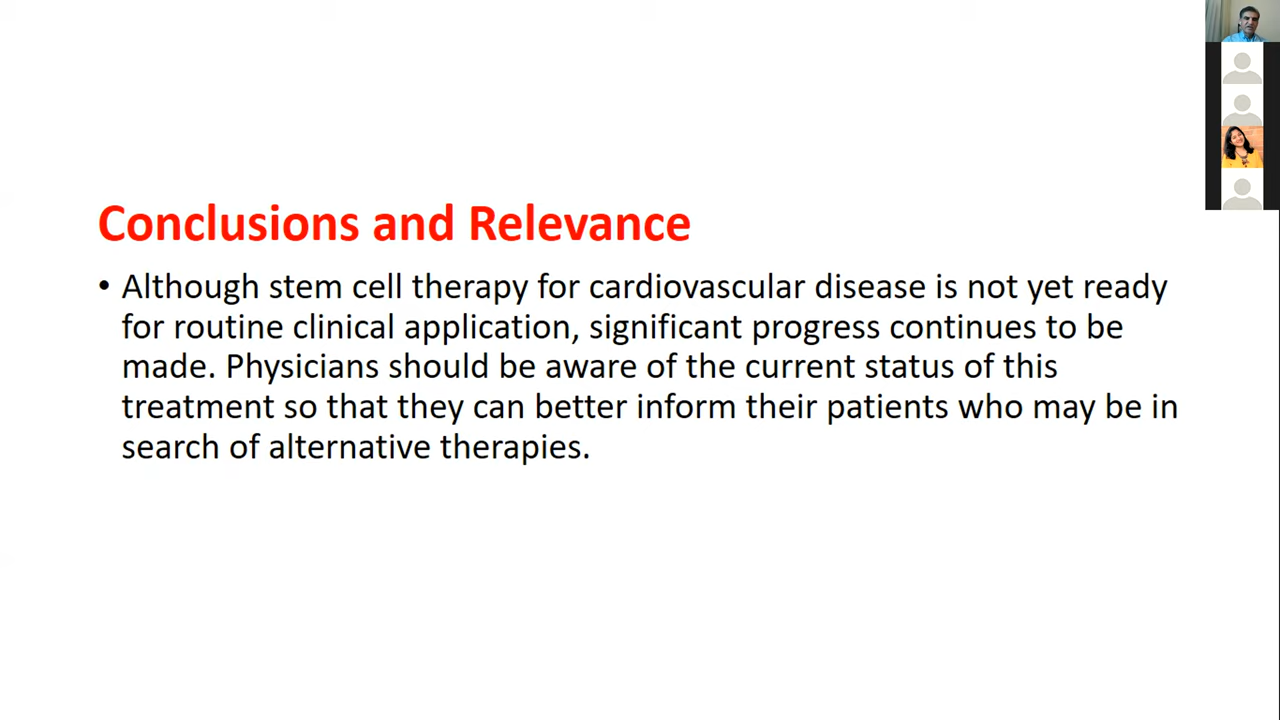 Conclusions and Relevance
• Although stem cell therapy for cardiovascular disease is not yet ready
for routine clinical application, significant progress continues to be
made. Physicians should be aware of the current status of this
treatment so that they can better inform their patients who may be in
search of alternative therapies.